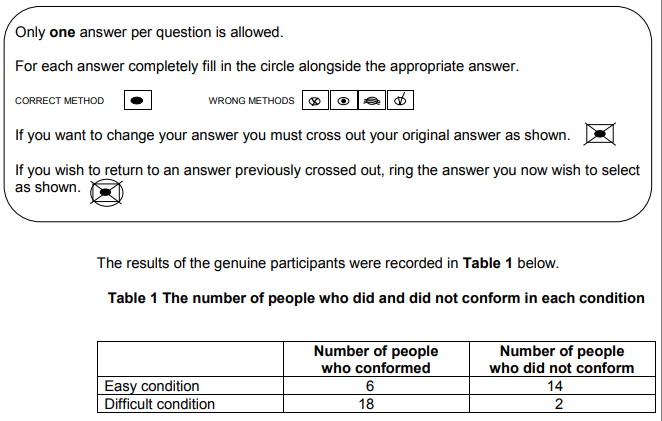 Only one answer per question is allowed.
For each answer completely fill in the circle alongside the appropriate answer.
CORRECT METHOD WRONG METHODS
If you want to change your answer you must cross out your original answer as shown.
If you wish to return to an answer previously crossed out, ring the answer you now wish to select
as shown.
The results of the genuine participants were recorded in Table 1 below.
Table 1 The number of people who did and did not conform in each condition
Number of people Number of people
who conformed who did not conform
Easy condition 6 14
Difficult condition 18 2